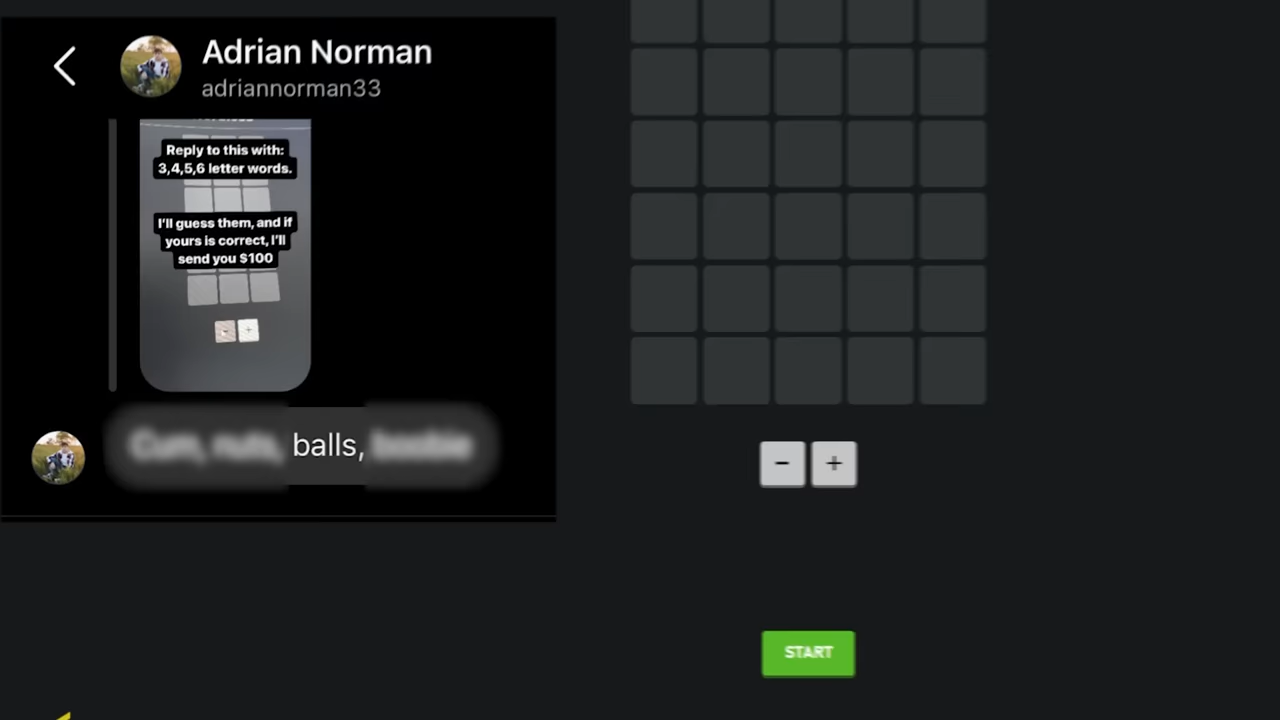 Adrian Norman
adriannorman33
Reply to this with:
3,4,5,6 letter words.
I'll guess them, and if
yours is correct, I'll
send you $100
balls,
- +
START